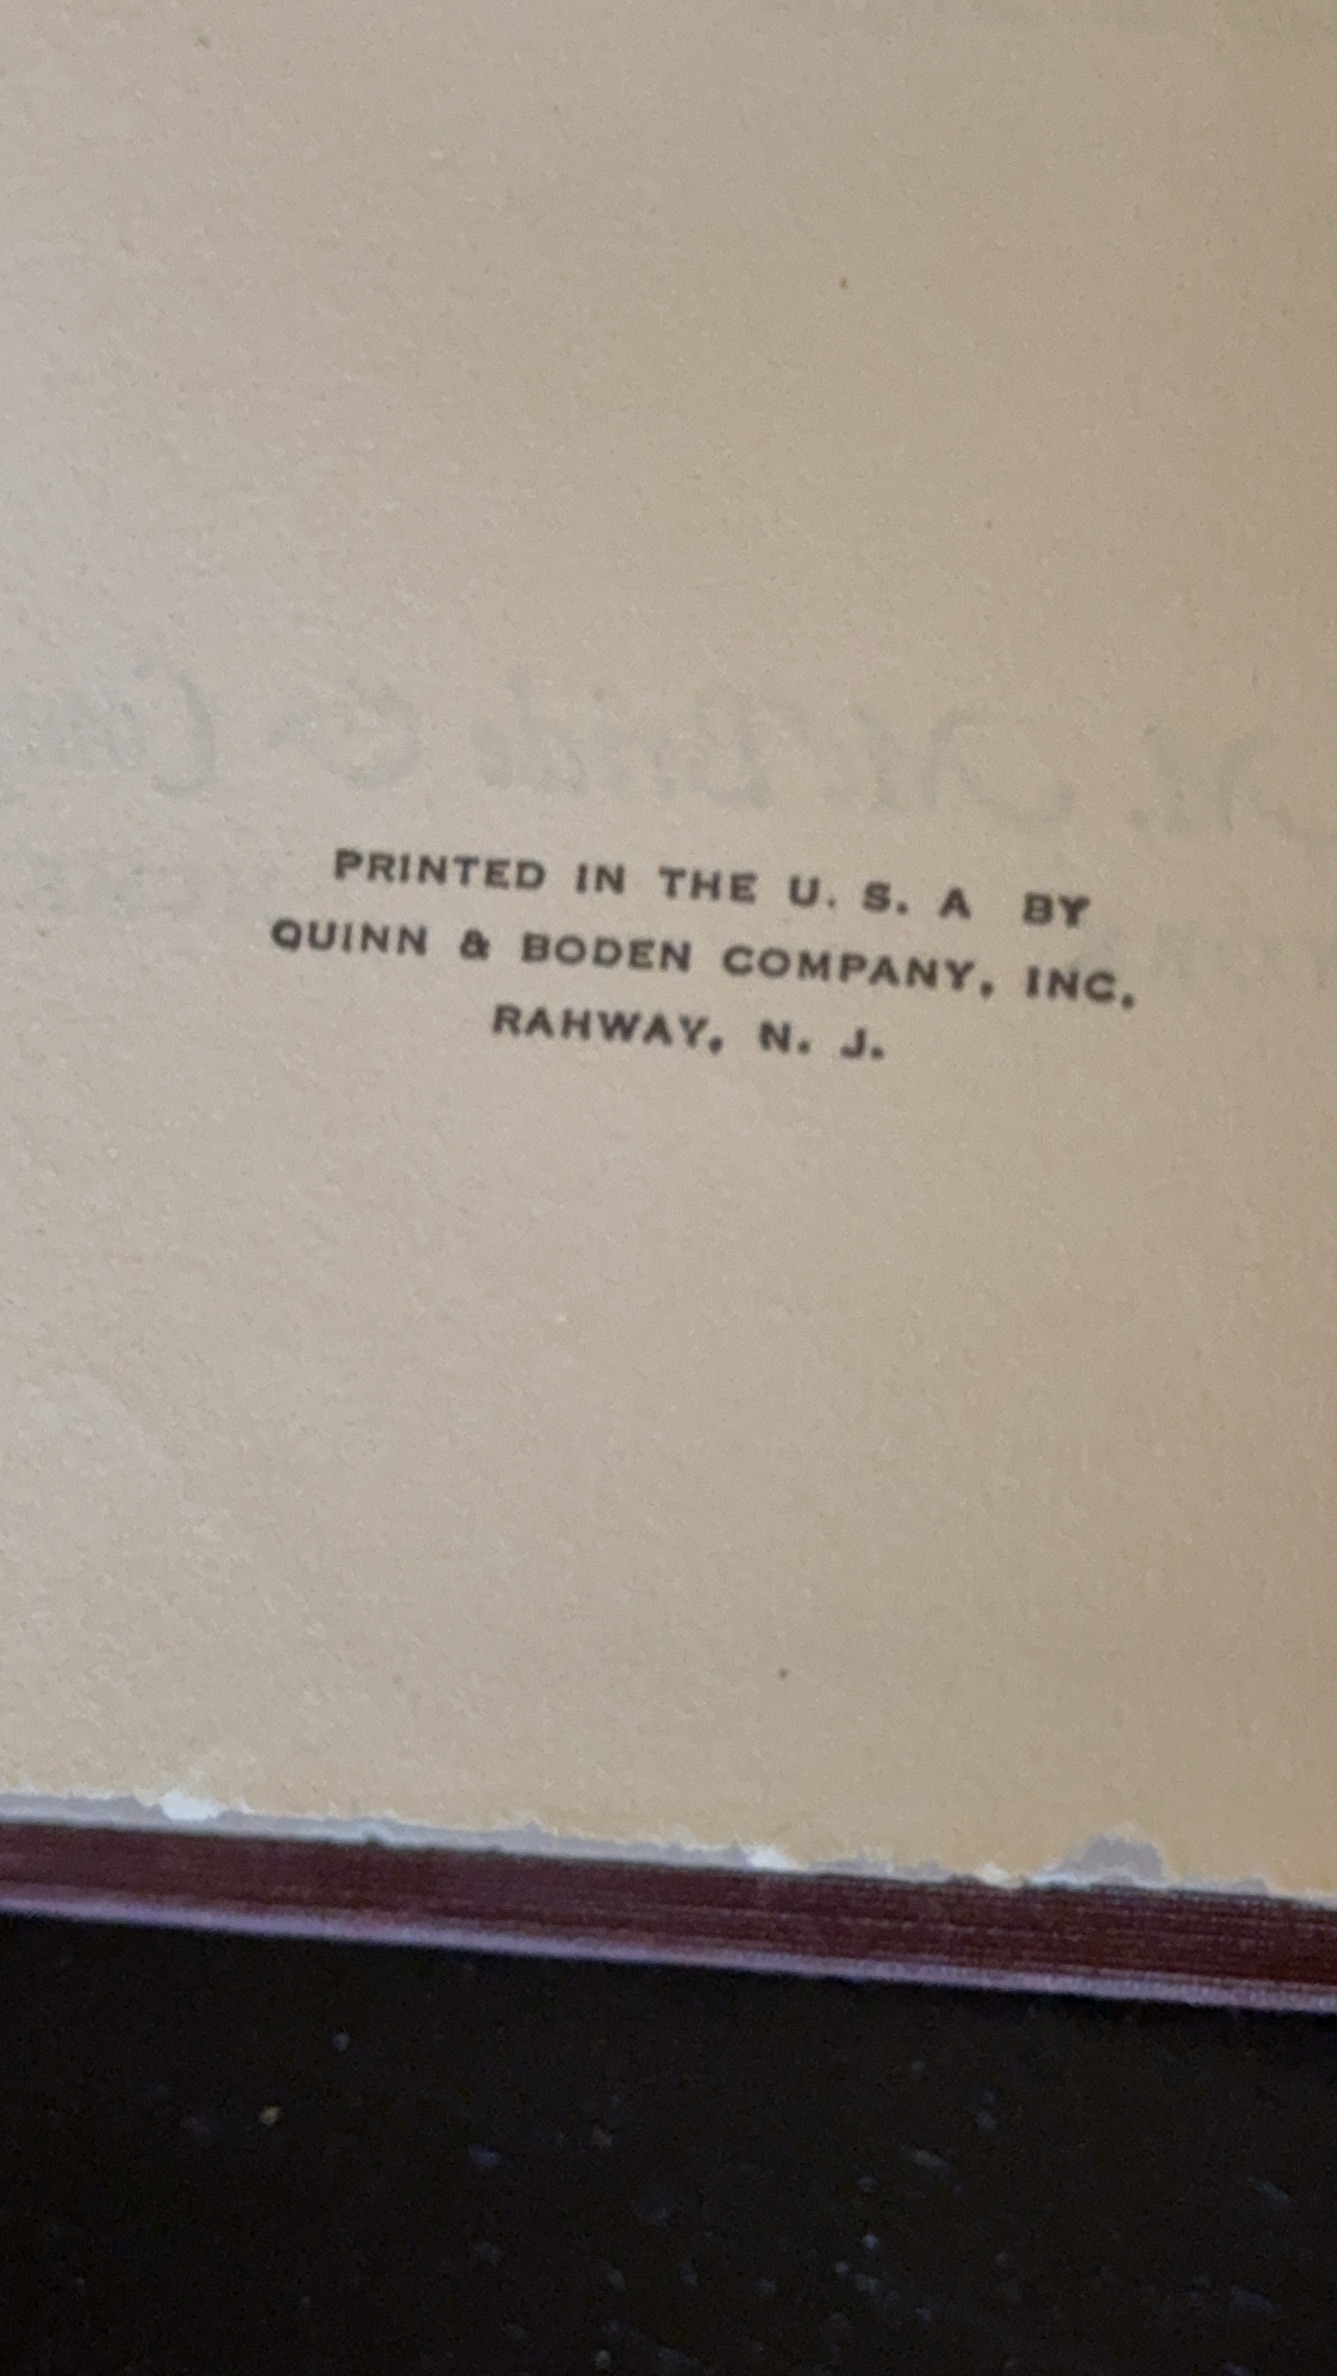 PRINTED IN THE U. S. A BY
QUINN & BODEN COMPANY, INC.
RAHWAY, N. J.